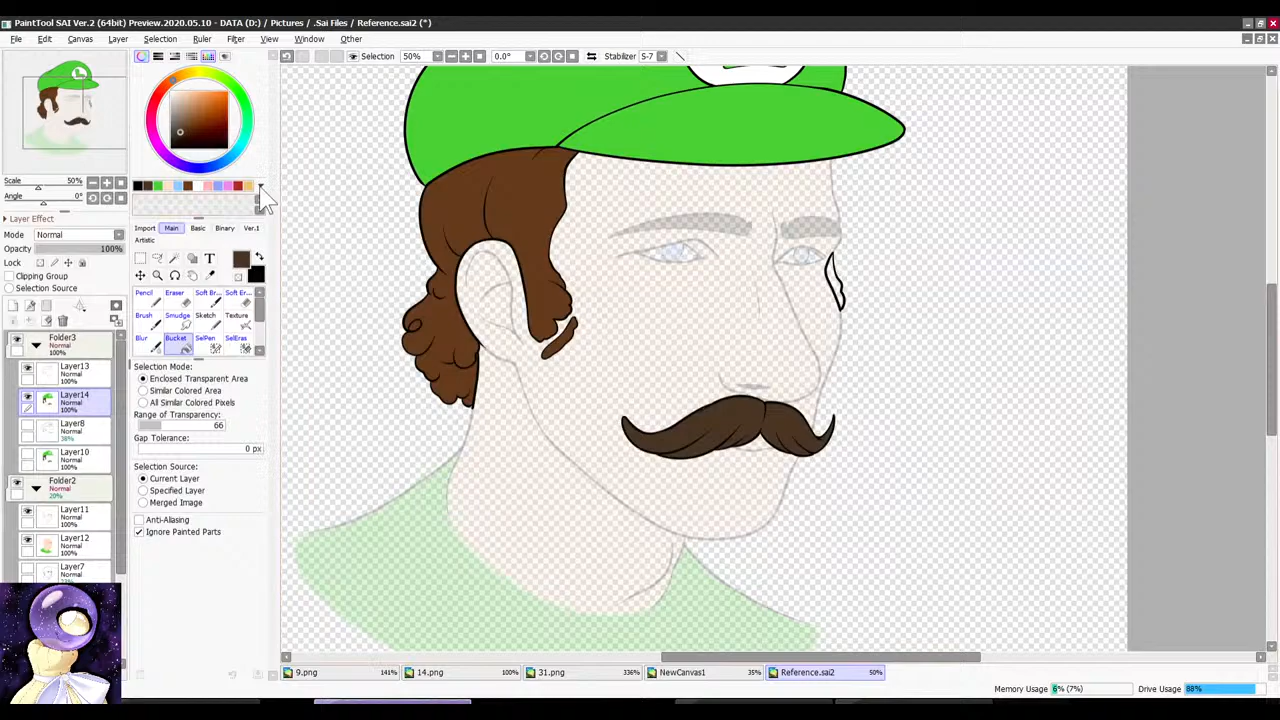 PaintTool SAI Ver.2 (64bit) Preview.2020.05.10 - DATA (D:) / Pictures / .Sai Files / Reference.sai2 (*)
File Edit Canvas Layer Selection Ruler Filter View Window Other
Selection 50% 0.0° Stabilizer S-7
L
Scale 50%
Angle 0°
Layer Effect
Mode Normal
Opacity 100%
Lock
Clipping Group
Selection Source
Folder3
Normal
100%
Layer13
Normal
100%
Layer14
Normal
100%
Layer8
Normal
38%
Layer10
Normal
100%
Folder2
Normal
20%
Layer11
Normal
100%
Layer12
Normal
100%
Layer7
Normal
Import Main Basic Binary Ver.1
Artistic
T
Pencil Eraser Soft Br... Soft Er...
Brush Smudge Sketch Texture
Blur Bucket SelPen SelEras
Selection Mode:
Enclosed Transparent Area
Similar Colored Area
All Similar Colored Pixels
Range of Transparency:
66
Gap Tolerance:
0 px
Selection Source:
Current Layer
Specified Layer
Merged Image
Anti-Aliasing
Ignore Painted Parts
9.png 141% 14.png 100% 31.png 336% NewCanvas1 35% Reference.sai2 50%
Memory Usage 6% (7%) Drive Usage 88%